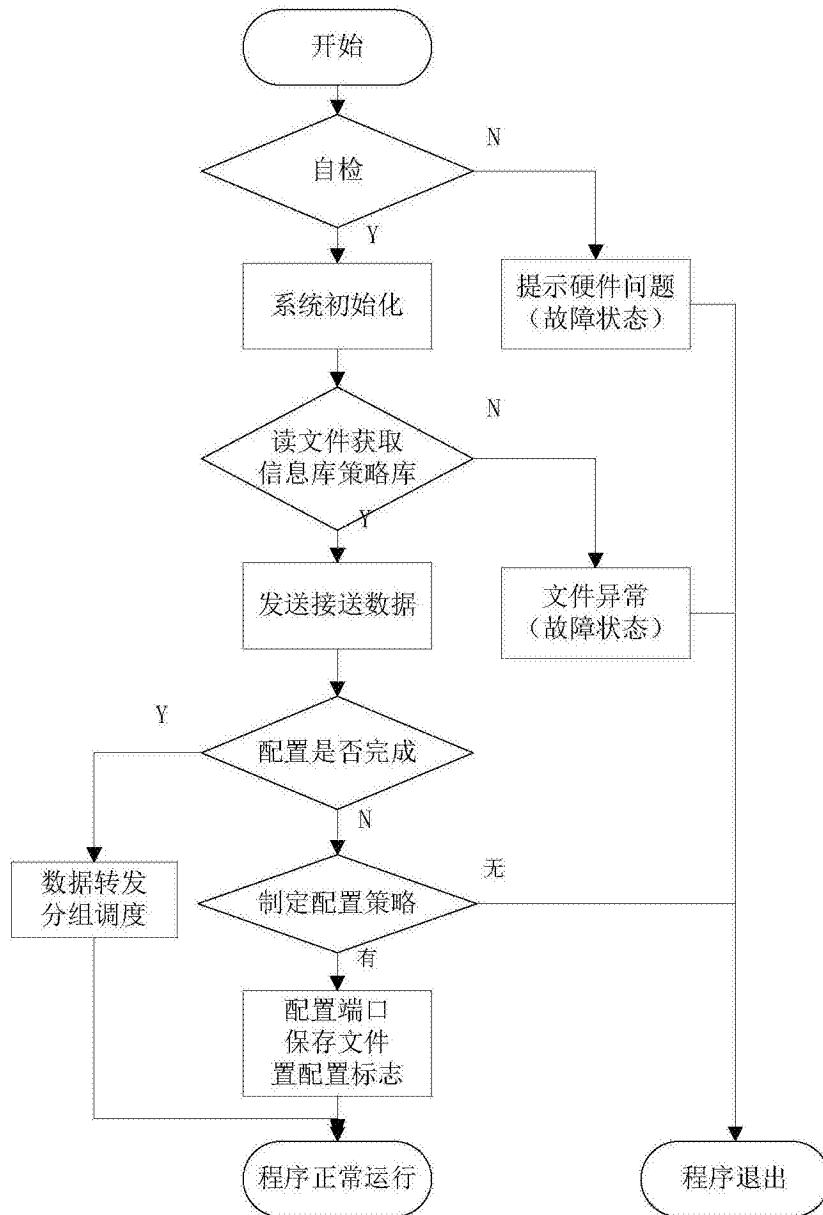 开始
自检
N
Y
系统初始化
提示硬件问题
（故障状态）
读文件获取
信息库策略库
N
Y
发送接送数据
文件异常
（故障状态）
Y
配置是否完成
N
数据转发
分组调度
制定配置策略
无
有
配置端口
保存文件
置配置标志
程序正常运行
程序退出